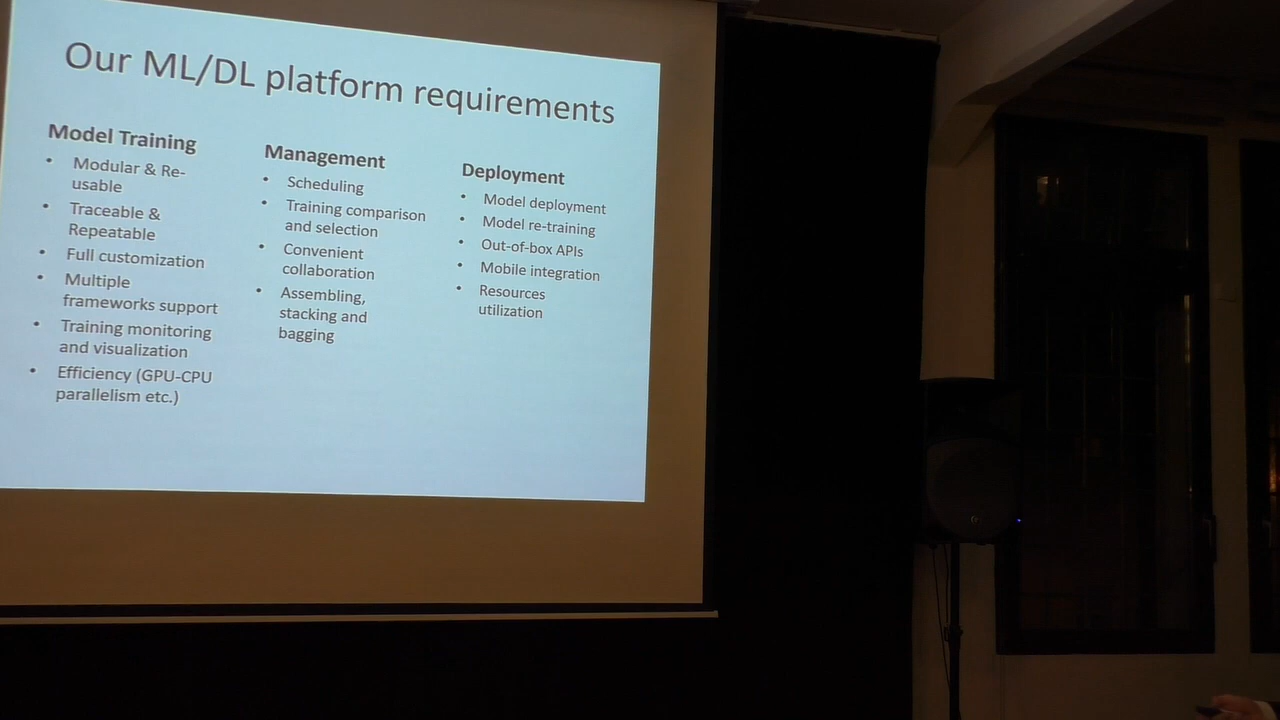 Our ML/DL platform requirements
Model Training
• Modular & Re-
usable
• Traceable &
Repeatable
• Full customization
• Multiple
frameworks support
• Training monitoring
and visualization
• Efficiency (GPU-CPU
parallelism etc.)
Management
• Scheduling
• Training comparison
and selection
• Convenient
collaboration
• Assembling,
stacking and
bagging
Deployment
• Model deployment
• Model re-training
• Out-of-box APIs
• Mobile integration
• Resources
utilization